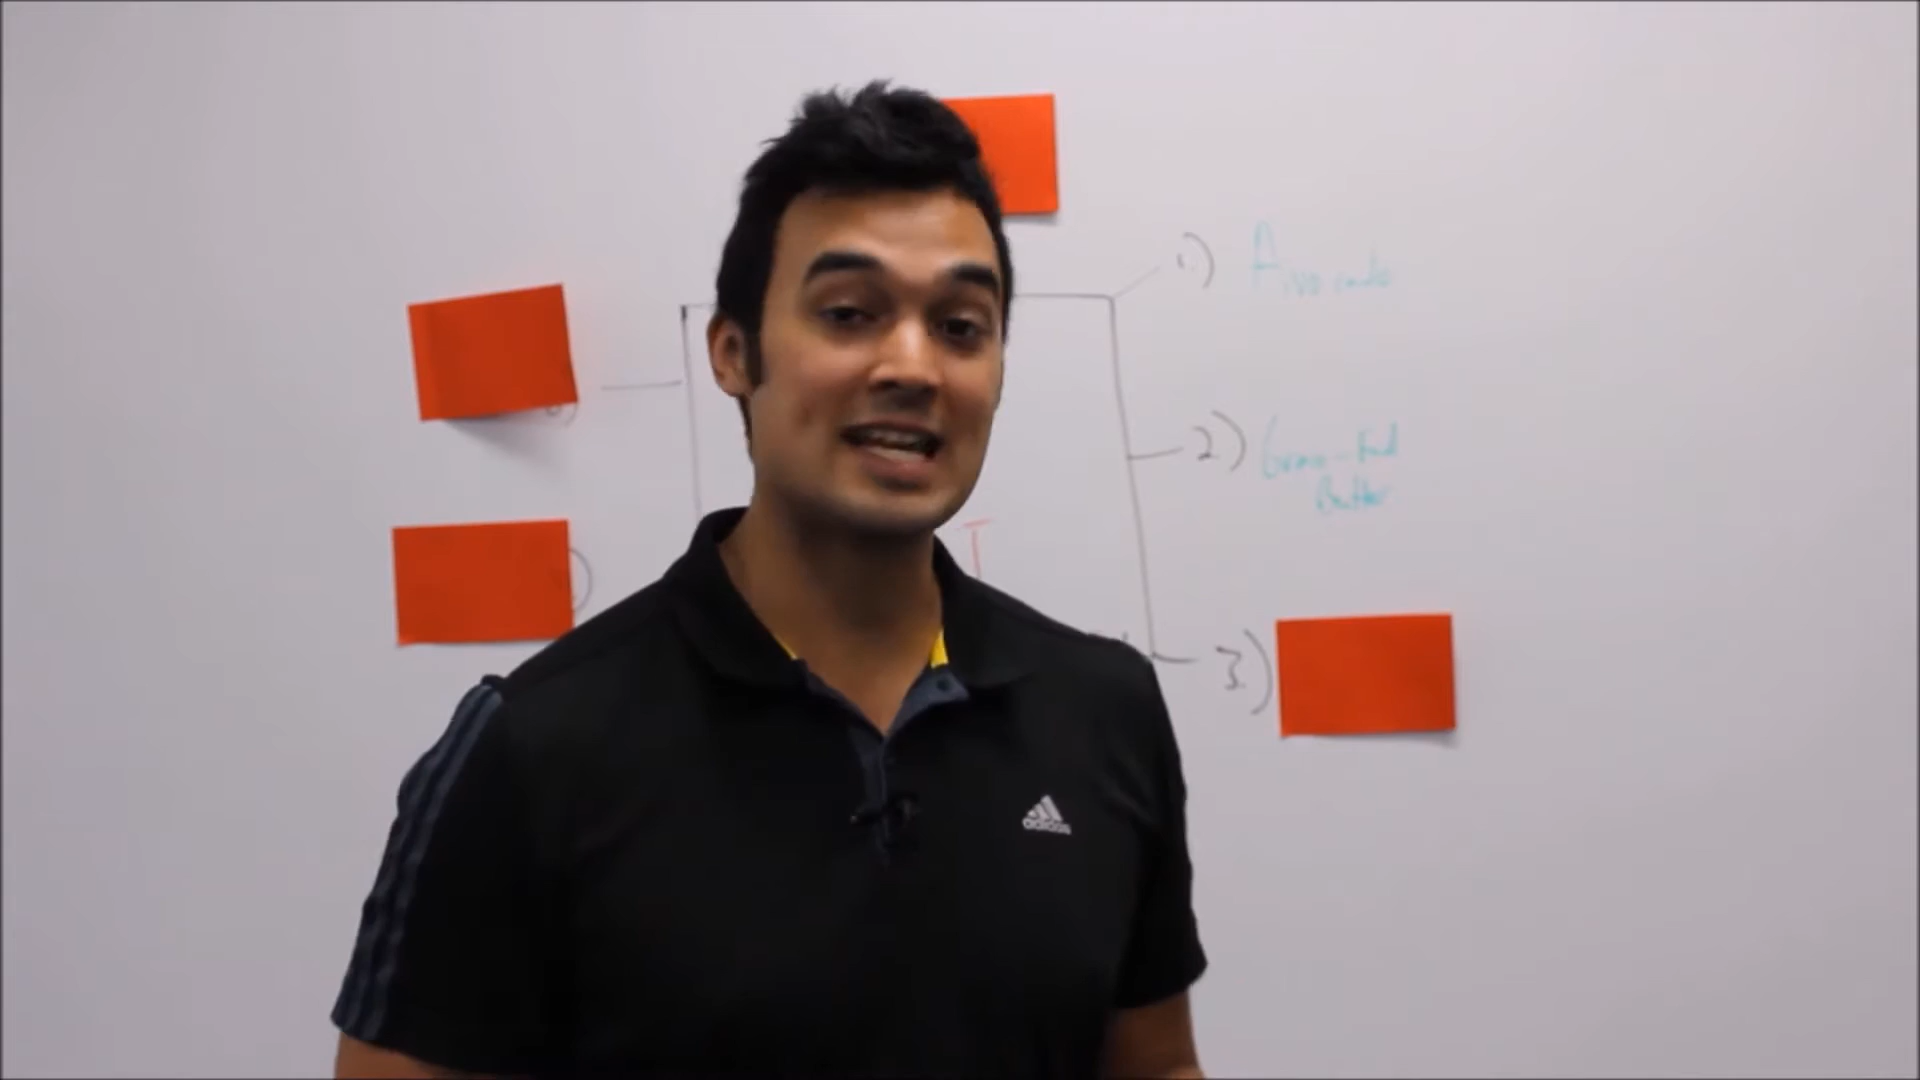 1.) Avocado
2) Grass-Fed
Butter
3.)
adidas